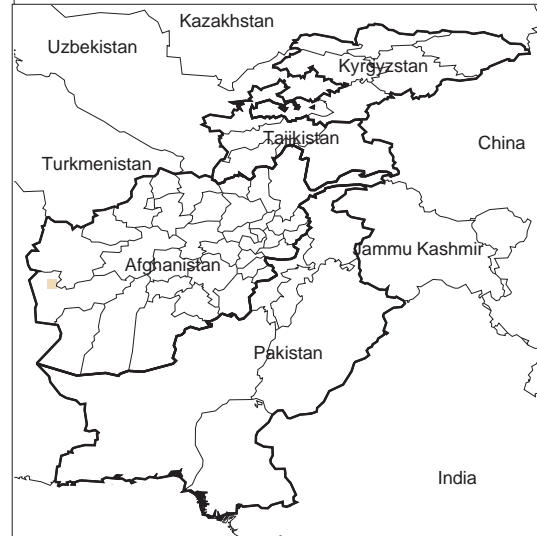 Kazakhstan
Uzbekistan
Kyrgyzstan
Tajikistan
China
Turkmenistan
Jammu Kashmir
Afghanistan
Pakistan
India